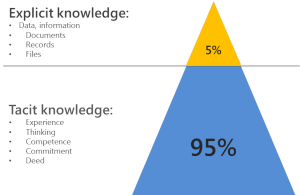 Explicit knowledge:
• Data, information
• Documents
• Records
• Files
5%
Tacit knowledge:
• Experience
• Thinking
• Competence
• Commitment
• Deed
95%